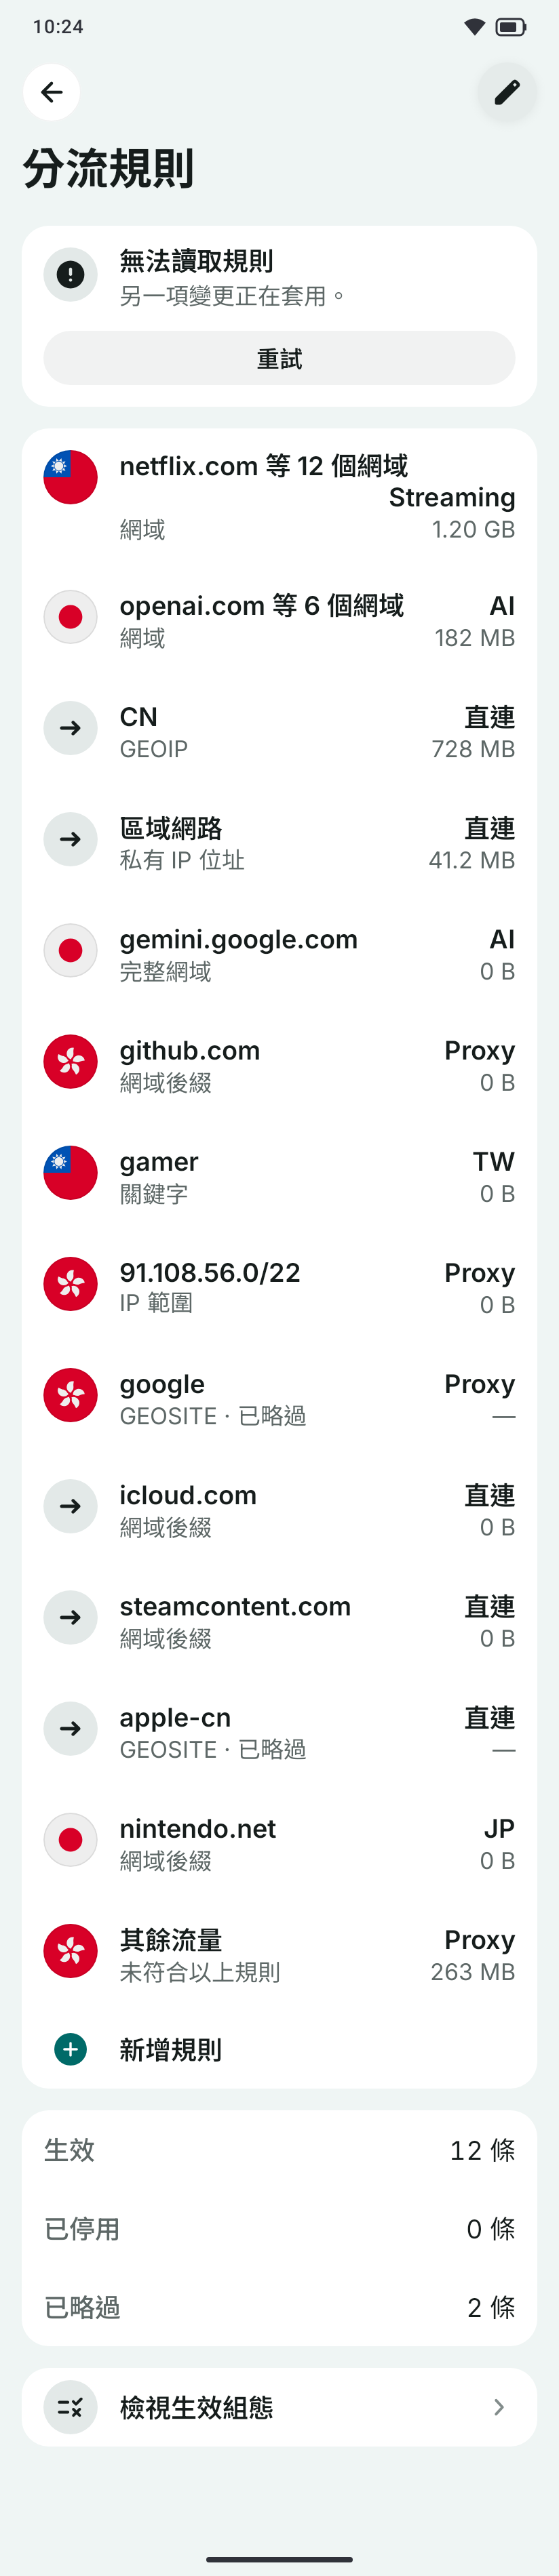 10:24
分流規則
無法讀取規則
另一項變更正在套用。
重試
netflix.com 等 12 個網域
Streaming
網域 1.20 GB
openai.com 等 6 個網域 AI
網域 182 MB
CN 直連
GEOIP 728 MB
區域網路 直連
私有 IP 位址 41.2 MB
gemini.google.com AI
完整網域 0 B
github.com Proxy
網域後綴 0 B
gamer TW
關鍵字 0 B
91.108.56.0/22 Proxy
IP 範圍 0 B
google Proxy
GEOSITE · 已略過 —
icloud.com 直連
網域後綴 0 B
steamcontent.com 直連
網域後綴 0 B
apple-cn 直連
GEOSITE · 已略過 —
nintendo.net JP
網域後綴 0 B
其餘流量 Proxy
未符合以上規則 263 MB
新增規則
生效 12 條
已停用 0 條
已略過 2 條
檢視生效組態